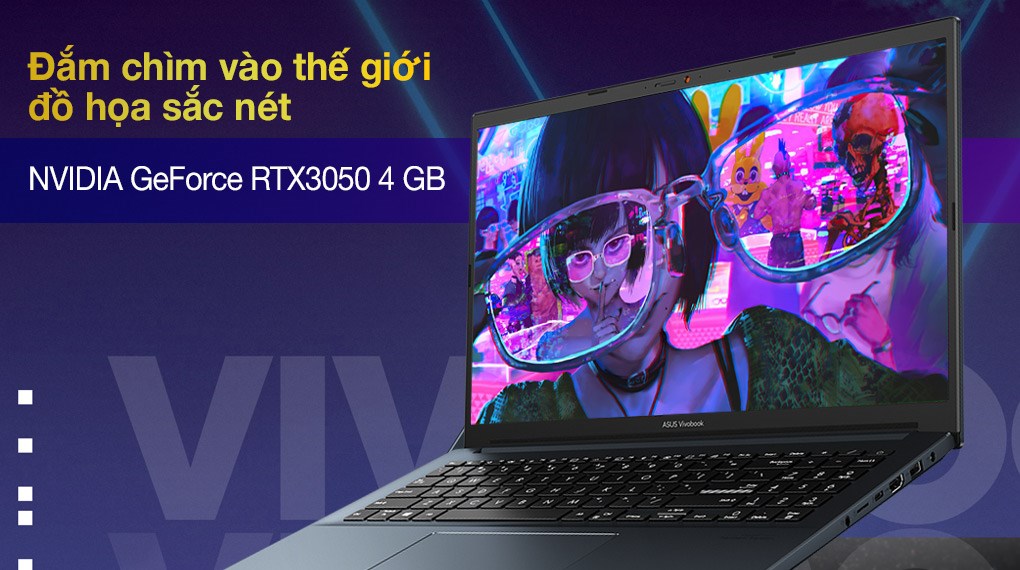 Đắm chìm vào thế giới
đồ họa sắc nét
NVIDIA GeForce RTX3050 4 GB
ASUS Vivobook